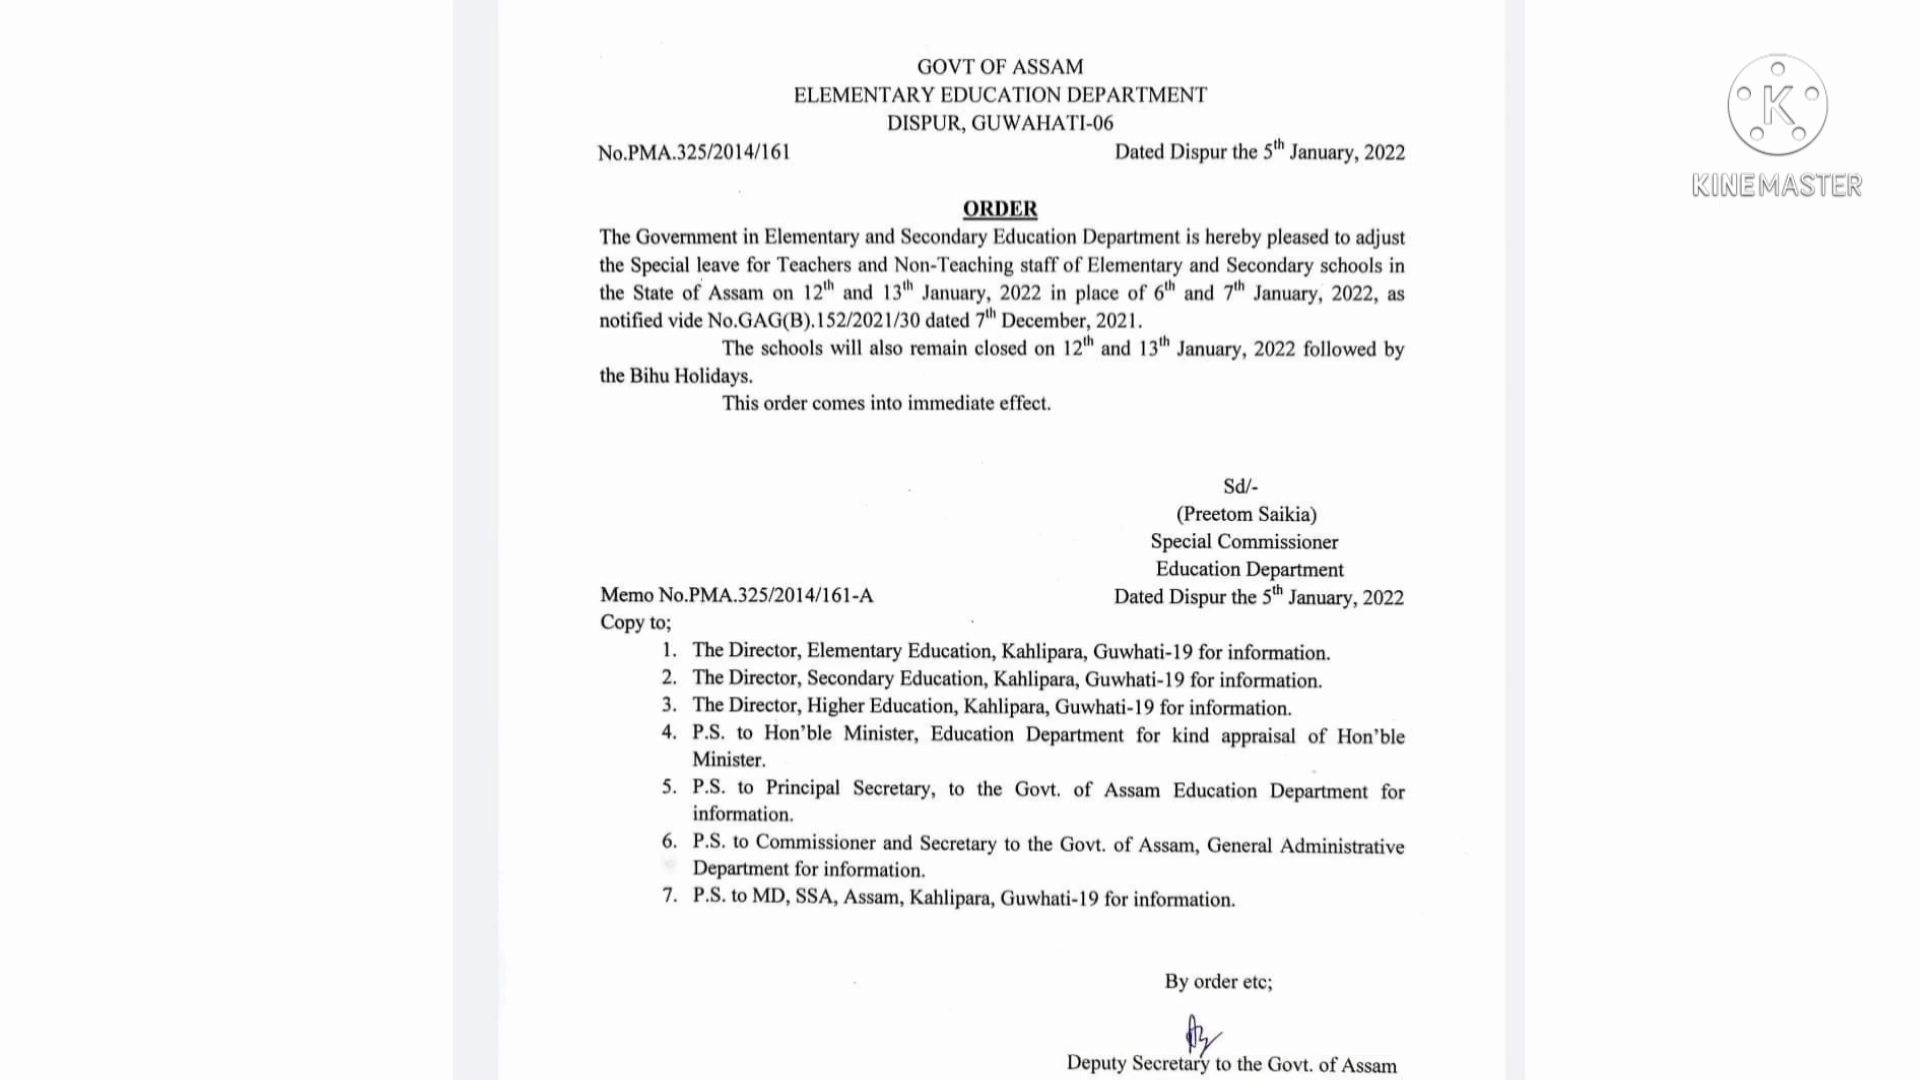 GOVT OF ASSAM
ELEMENTARY EDUCATION DEPARTMENT
DISPUR, GUWAHATI-06
No.PMA.325/2014/161 Dated Dispur the 5th January, 2022
ORDER
The Government in Elementary and Secondary Education Department is hereby pleased to adjust
the Special leave for Teachers and Non-Teaching staff of Elementary and Secondary schools in
the State of Assam on 12th and 13th January, 2022 in place of 6th and 7th January, 2022, as
notified vide No.GAG(B).152/2021/30 dated 7th December, 2021.
The schools will also remain closed on 12th and 13th January, 2022 followed by
the Bihu Holidays.
This order comes into immediate effect.
Sd/-
(Preetom Saikia)
Special Commissioner
Education Department
Memo No.PMA.325/2014/161-A Dated Dispur the 5th January, 2022
Copy to;
1. The Director, Elementary Education, Kahlipara, Guwhati-19 for information.
2. The Director, Secondary Education, Kahlipara, Guwhati-19 for information.
3. The Director, Higher Education, Kahlipara, Guwhati-19 for information.
4. P.S. to Hon'ble Minister, Education Department for kind appraisal of Hon'ble
Minister.
5. P.S. to Principal Secretary, to the Govt. of Assam Education Department for
information.
6. P.S. to Commissioner and Secretary to the Govt. of Assam, General Administrative
Department for information.
7. P.S. to MD, SSA, Assam, Kahlipara, Guwhati-19 for information.
By order etc;
Deputy Secretary to the Govt. of Assam
K
KINEMASTER